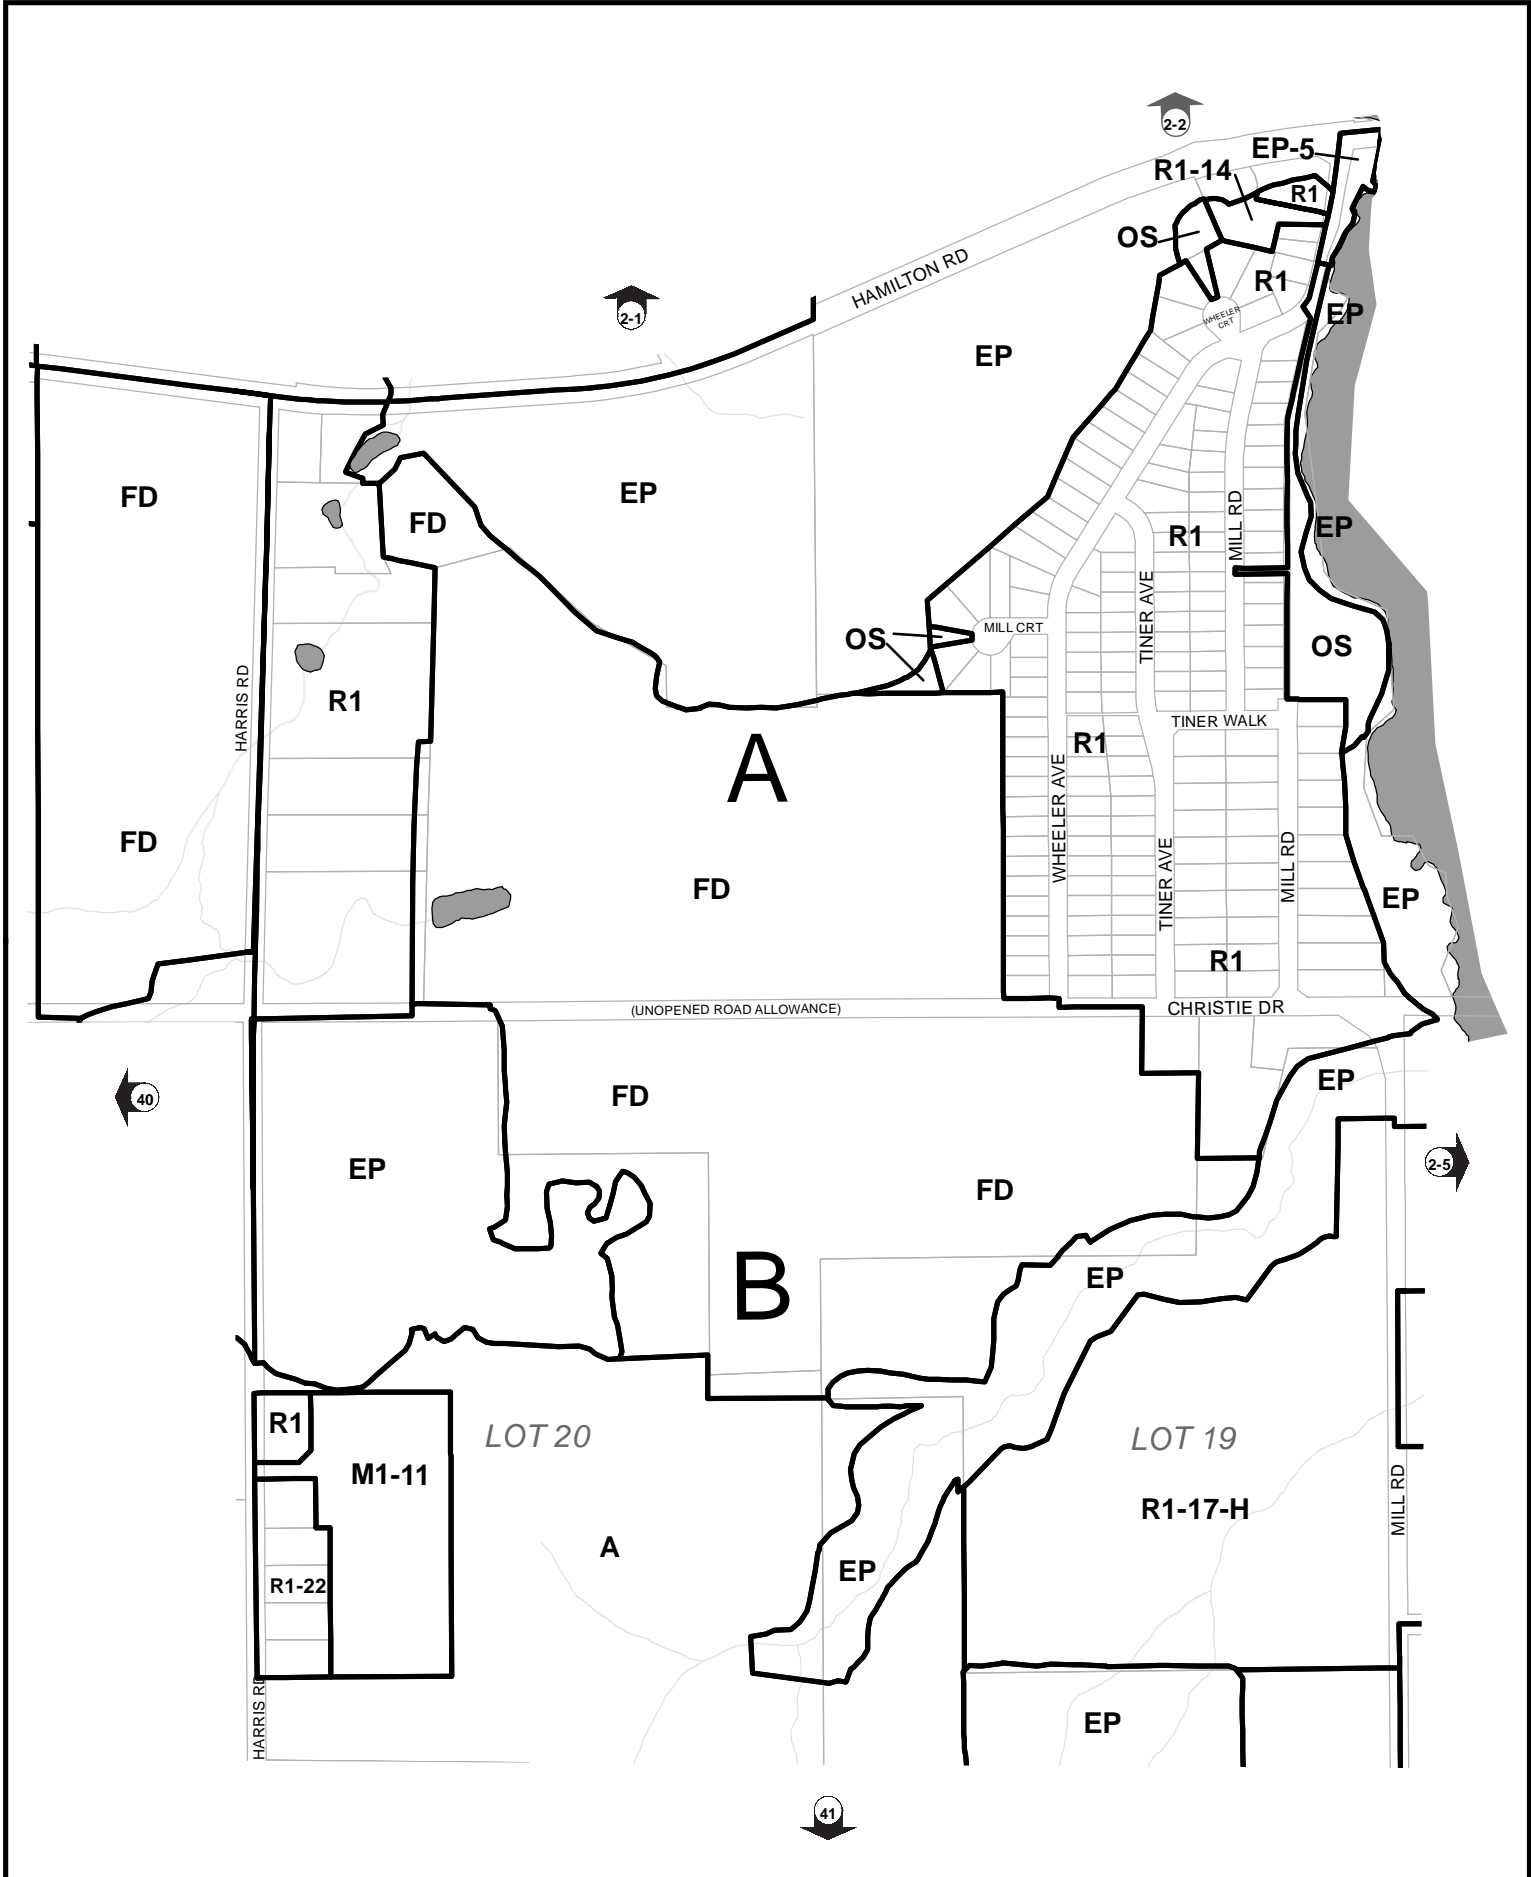 2-2
EP-5
R1-14
R1
OS
HAMILTON RD
R1
2-1
WHEELER
CRT
EP
EP
FD
EP
FD
R1
MILL RD
EP
TINER AVE
OS
MILL CRT
OS
HARRIS RD
R1
TINER WALK
R1
A
WHEELER AVE
FD
FD
TINER AVE
MILL RD
EP
R1
(UNOPENED ROAD ALLOWANCE)
CHRISTIE DR
40
FD
EP
EP
2-5
FD
B
EP
R1
LOT 20
LOT 19
M1-11
MILL RD
R1-17-H
A
EP
R1-22
HARRIS RD
EP
41